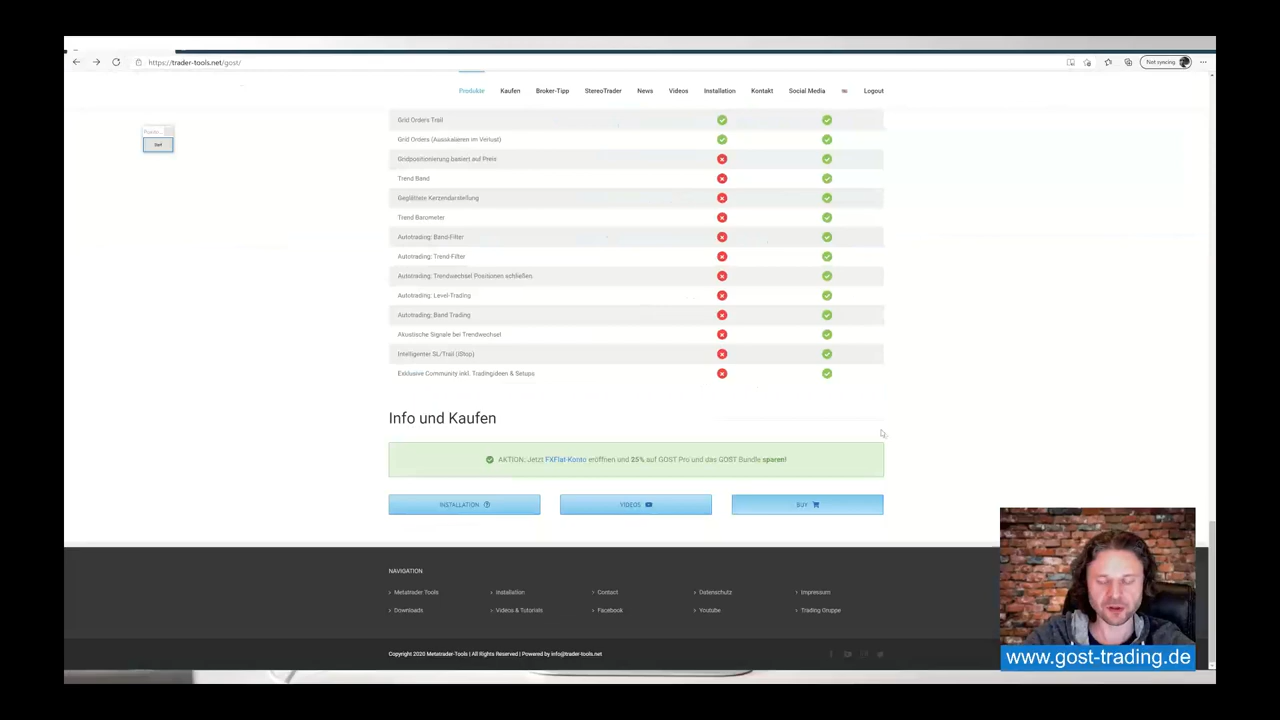 https://trader-tools.net/gost/
Not syncing
Produkte Kaufen Broker-Tipp StereoTrader News Videos Installation Kontakt Social Media Logout
Grid Orders Trail
Start
Grid Orders (Ausskalieren im Verlust)
Gridpositionierung basiert auf Preis
Trend Band
Geglättete Kerzendarstellung
Trend Barometer
Autotrading: Band-Filter
Autotrading: Trend-Filter
Autotrading: Trendwechsel Positionen schließen
Autotrading: Level-Trading
Autotrading: Band Trading
Akustische Signale bei Trendwechsel
Intelligenter SL/Trail (iStop)
Exklusive Community inkl. Tradingideen & Setups
Info und Kaufen
AKTION: Jetzt FXFlat-Konto eröffnen und 25% auf GOST Pro und das GOST Bundle sparen!
INSTALLATION VIDEOS BUY
NAVIGATION
Metatrader Tools Installation Contact Datenschutz Impressum
Downloads Videos & Tutorials Facebook Youtube Trading Gruppe
Copyright 2020 Metatrader-Tools | All Rights Reserved | Powered by info@trader-tools.net
www.gost-trading.de